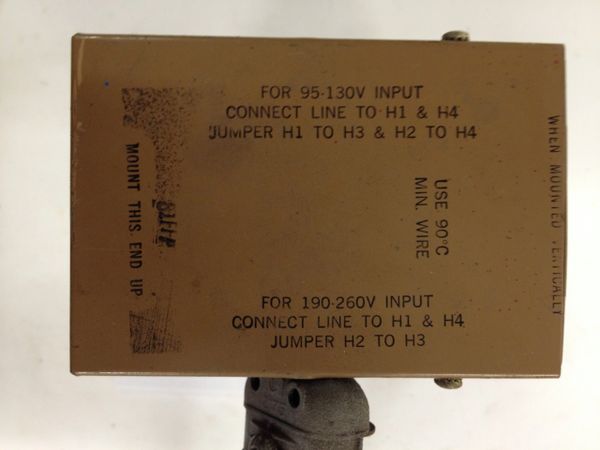 FOR 95-130V INPUT
CONNECT LINE TO H1 & H4
JUMPER H1 TO H3 & H2 TO H4
WHEN MOUNTED VERTICALLY
MOUNT THIS END UP
USE 90°C
MIN. WIRE
FOR 190-260V INPUT
CONNECT LINE TO H1 & H4
JUMPER H2 TO H3